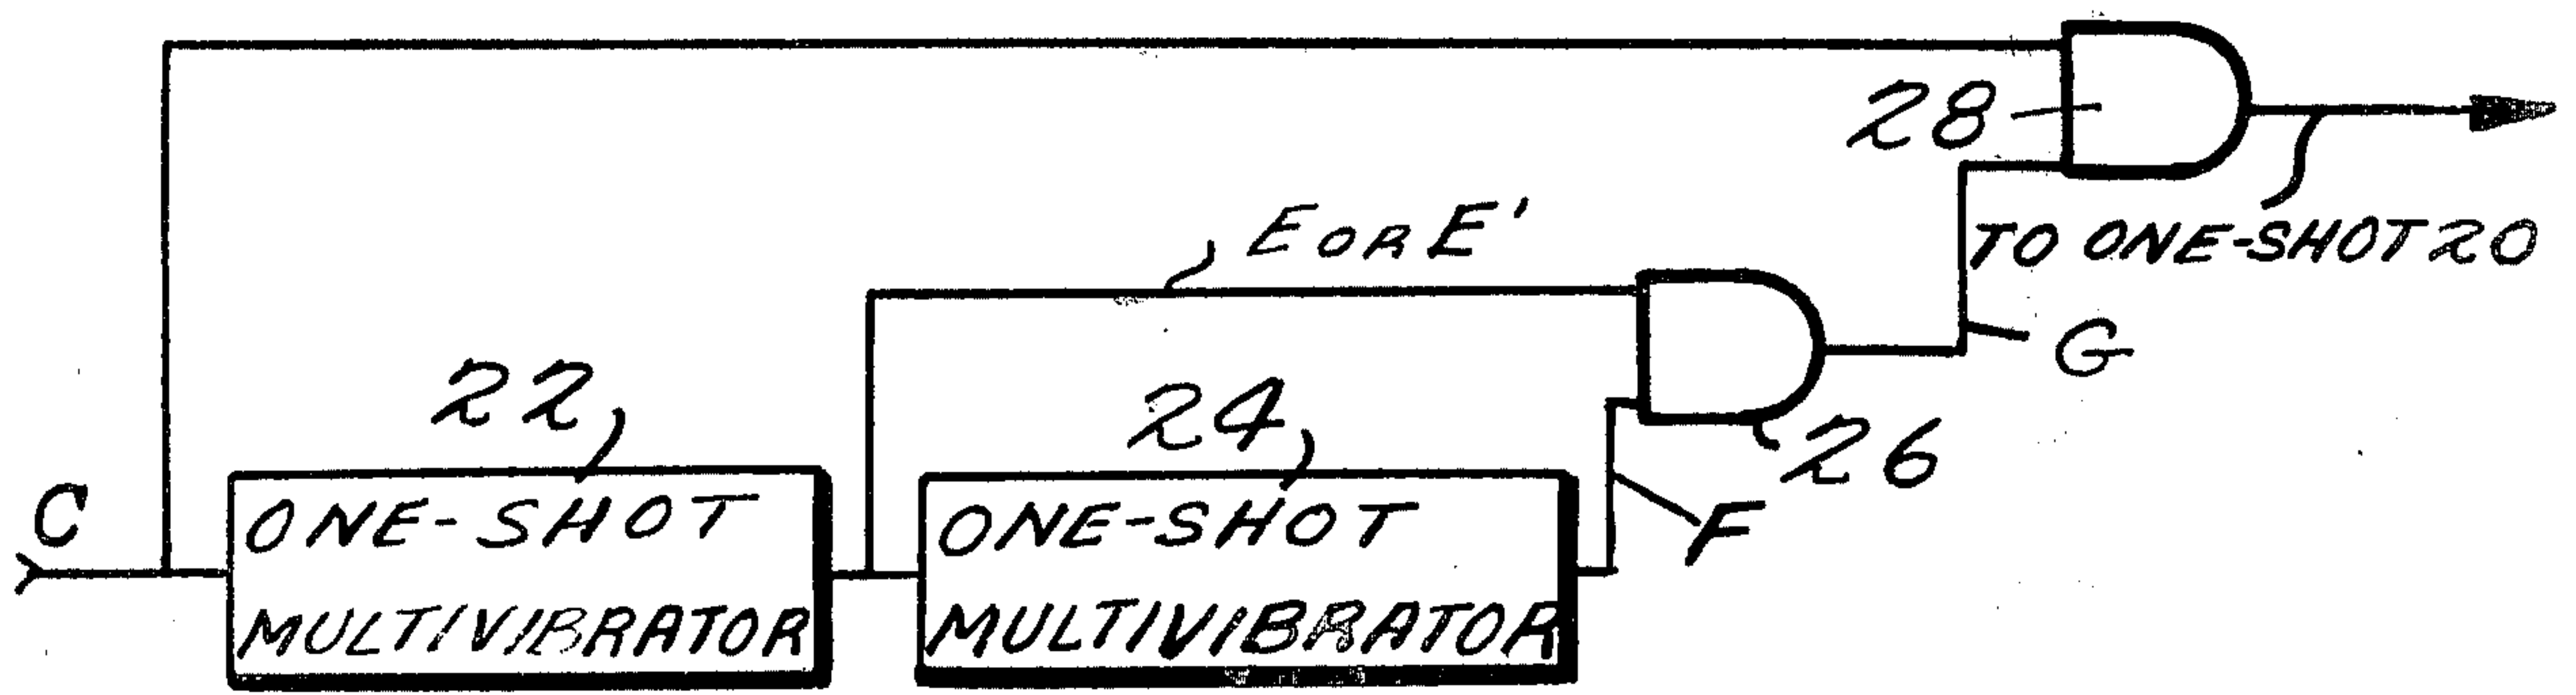 28
E OR E'
TO ONE-SHOT 20
G
22
24
26
C
ONE-SHOT
MULTIVIBRATOR
ONE-SHOT
MULTIVIBRATOR
F